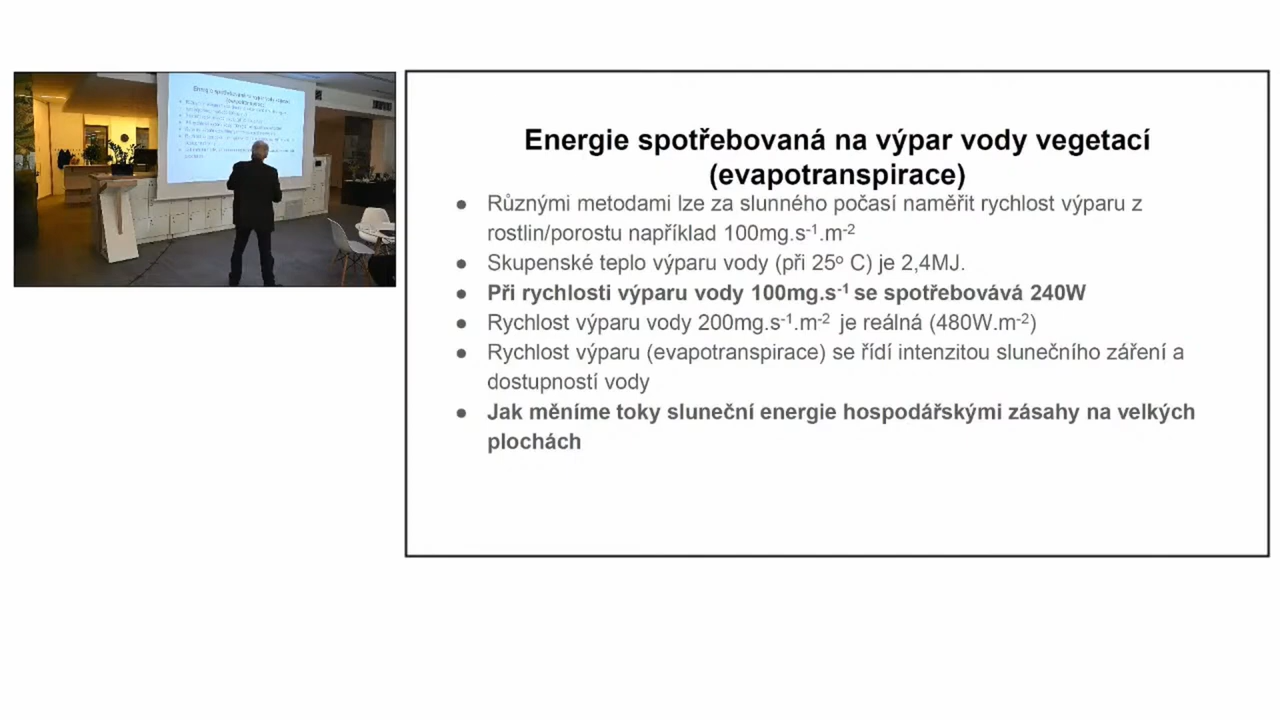 Energie spotřebovaná na výpar vody vegetací
(evapotranspirace)
● Různými metodami lze za slunného počasí naměřit rychlost výparu z
rostlin/porostu například 100mg.s⁻¹.m⁻²
● Skupenské teplo výparu vody (při 25º C) je 2,4MJ.
● Při rychlosti výparu vody 100mg.s⁻¹ se spotřebovává 240W
● Rychlost výparu vody 200mg.s⁻¹.m⁻² je reálná (480W.m⁻²)
● Rychlost výparu (evapotranspirace) se řídí intenzitou slunečního záření a
dostupností vody
● Jak měníme toky sluneční energie hospodářskými zásahy na velkých
plochách